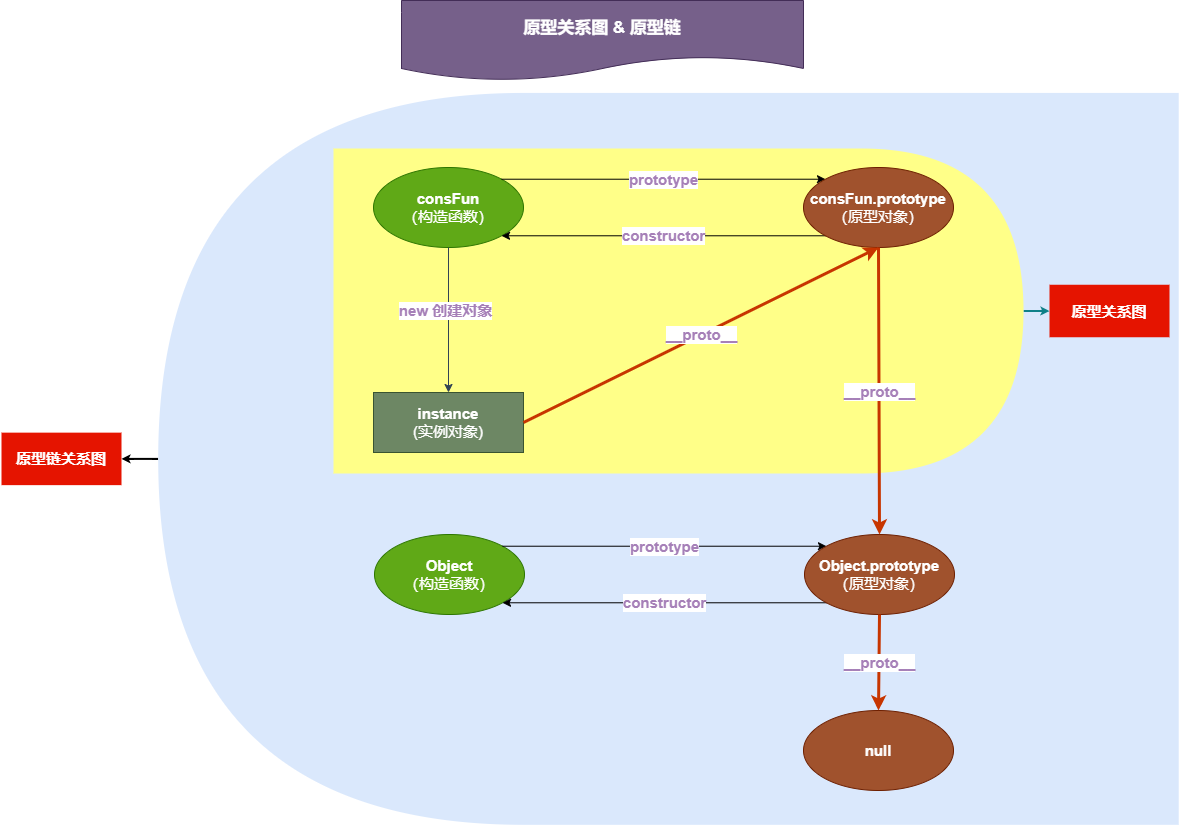 原型关系图 & 原型链
consFun
(构造函数)
prototype
consFun.prototype
(原型对象)
constructor
new 创建对象
__proto__
原型关系图
__proto__
instance
(实例对象)
原型链关系图
Object
(构造函数)
prototype
Object.prototype
(原型对象)
constructor
__proto__
null